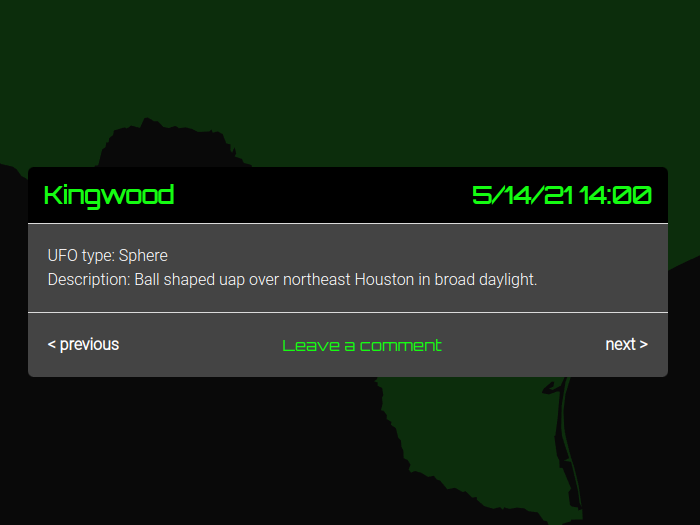 Kingwood
5/14/21 14:00
UFO type: Sphere
Description: Ball shaped uap over northeast Houston in broad daylight.
< previous
Leave a comment
next >